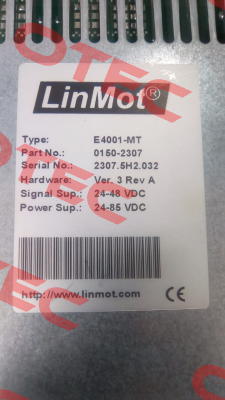 LinMot®
Type: E4001-MT
Part No.: 0150-2307
Serial No.: 2307.5H2.032
Hardware: Ver. 3 Rev A
Signal Sup.: 24-48 VDC
Power Sup.: 24-85 VDC
http://www.linmot.com CE